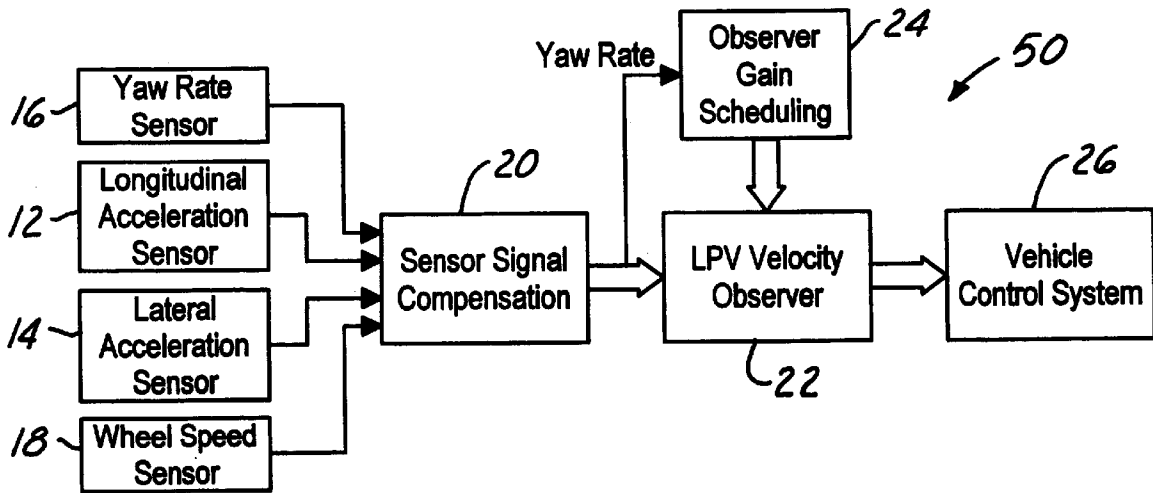 24
Observer
Gain
Scheduling
Yaw Rate
50
16
Yaw Rate
Sensor
20
26
12
Longitudinal
Acceleration
Sensor
Sensor Signal
Compensation
LPV Velocity
Observer
Vehicle
Control System
14
Lateral
Acceleration
Sensor
22
18
Wheel Speed
Sensor